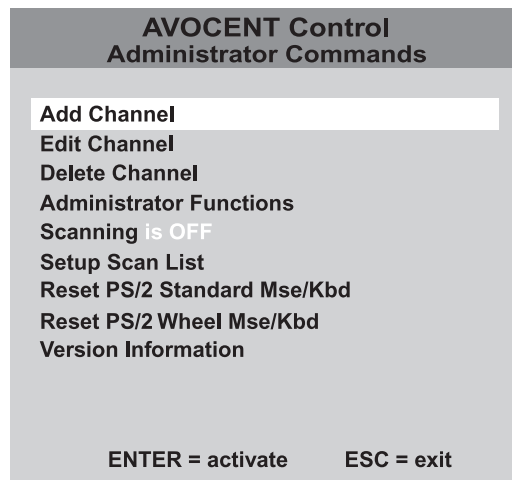 AVOCENT Control
Administrator Commands
Add Channel
Edit Channel
Delete Channel
Administrator Functions
Scanning is OFF
Setup Scan List
Reset PS/2 Standard Mse/Kbd
Reset PS/2 Wheel Mse/Kbd
Version Information
ENTER = activate ESC = exit